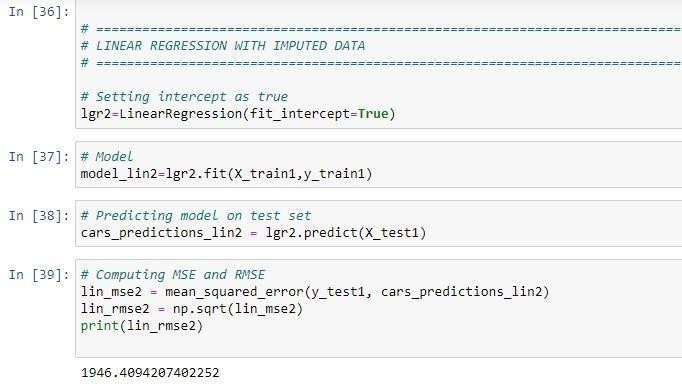 In [36]:
# =====================================================================
# LINEAR REGRESSION WITH IMPUTED DATA
# =====================================================================
# Setting intercept as true
lgr2=LinearRegression(fit_intercept=True)
In [37]: # Model
model_lin2=lgr2.fit(X_train1,y_train1)
In [38]: # Predicting model on test set
cars_predictions_lin2 = lgr2.predict(X_test1)
In [39]: # Computing MSE and RMSE
lin_mse2 = mean_squared_error(y_test1, cars_predictions_lin2)
lin_rmse2 = np.sqrt(lin_mse2)
print(lin_rmse2)
1946.4094207402252